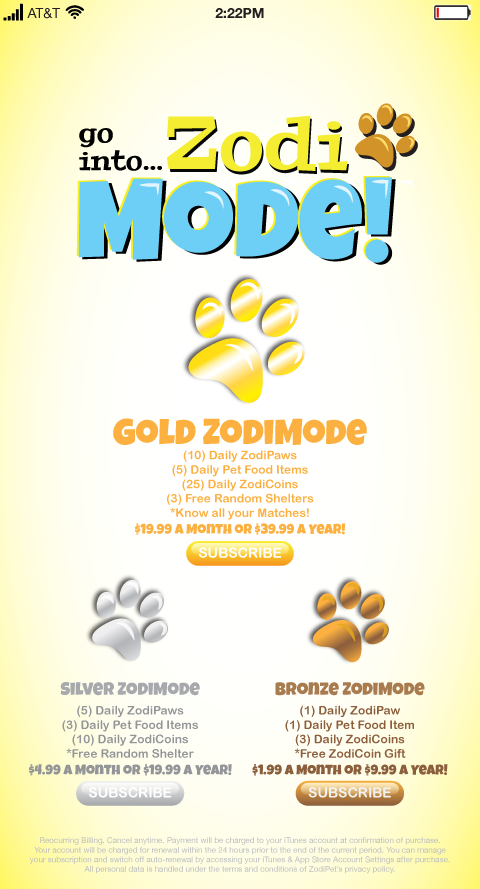 AT&T 2:22PM
go
into... Zodi
MODe!
GOLD ZODIMODE
(10) Daily ZodiPaws
(5) Daily Pet Food Items
(25) Daily ZodiCoins
(3) Free Random Shelters
*Know all your Matches!
$19.99 A MONTH OR $39.99 A YEAR!
SUBSCRIBE
SILVER ZODIMODE
(5) Daily ZodiPaws
(3) Daily Pet Food Items
(10) Daily ZodiCoins
*Free Random Shelter
$4.99 A MONTH OR $19.99 A YEAR!
SUBSCRIBE
BRONZE ZODIMODE
(1) Daily ZodiPaw
(1) Daily Pet Food Item
(3) Daily ZodiCoins
*Free ZodiCoin Gift
$1.99 A MONTH OR $9.99 A YEAR!
SUBSCRIBE
Reocurring Billing. Cancel anytime. Payment will be charged to your iTunes account at confirmation of purchase.
Your account will be charged for renewal within the 24 hours prior to the end of the current period. You can manage
your subscription and switch off auto-renewal by accessing your iTunes & App Store Account Settings after purchase.
All personal data is handled under the terms and conditions of ZodiPet's privacy policy.